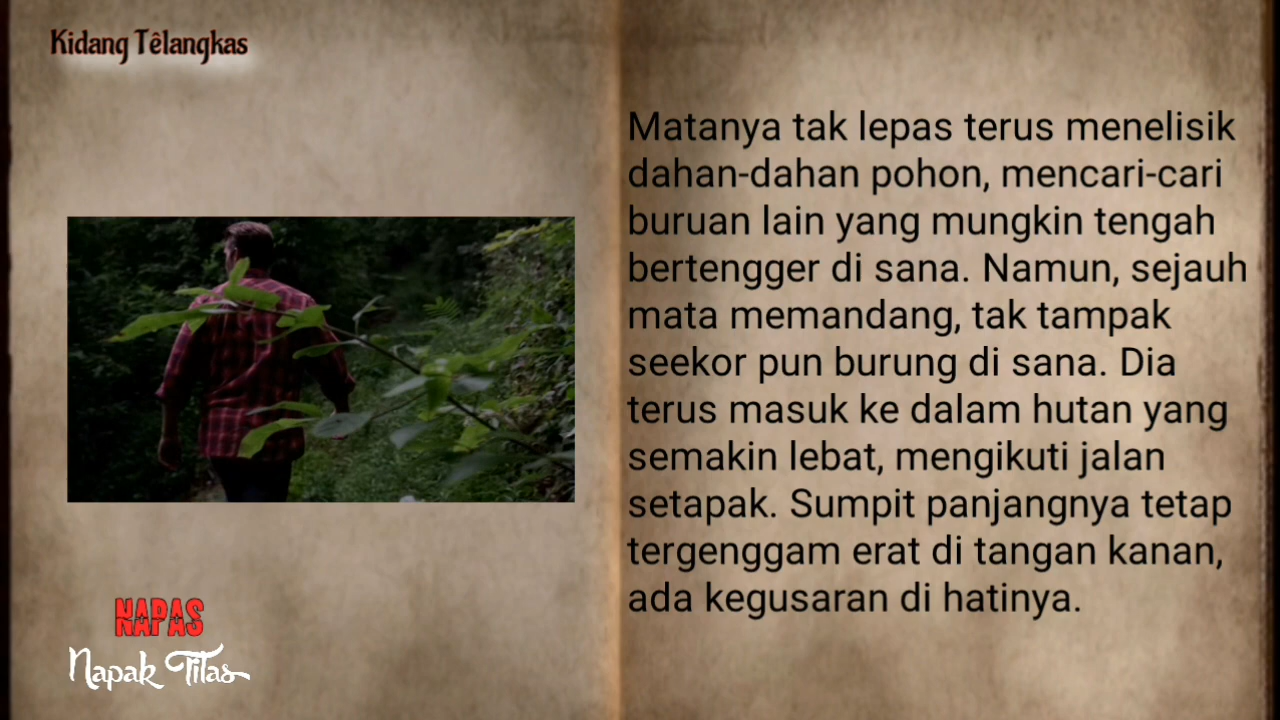 Kidang Têlangkas
Matanya tak lepas terus menelisik
dahan-dahan pohon, mencari-cari
buruan lain yang mungkin tengah
bertengger di sana. Namun, sejauh
mata memandang, tak tampak
seekor pun burung di sana. Dia
terus masuk ke dalam hutan yang
semakin lebat, mengikuti jalan
setapak. Sumpit panjangnya tetap
tergenggam erat di tangan kanan,
ada kegusaran di hatinya.
NAPAS
Napak Tilas